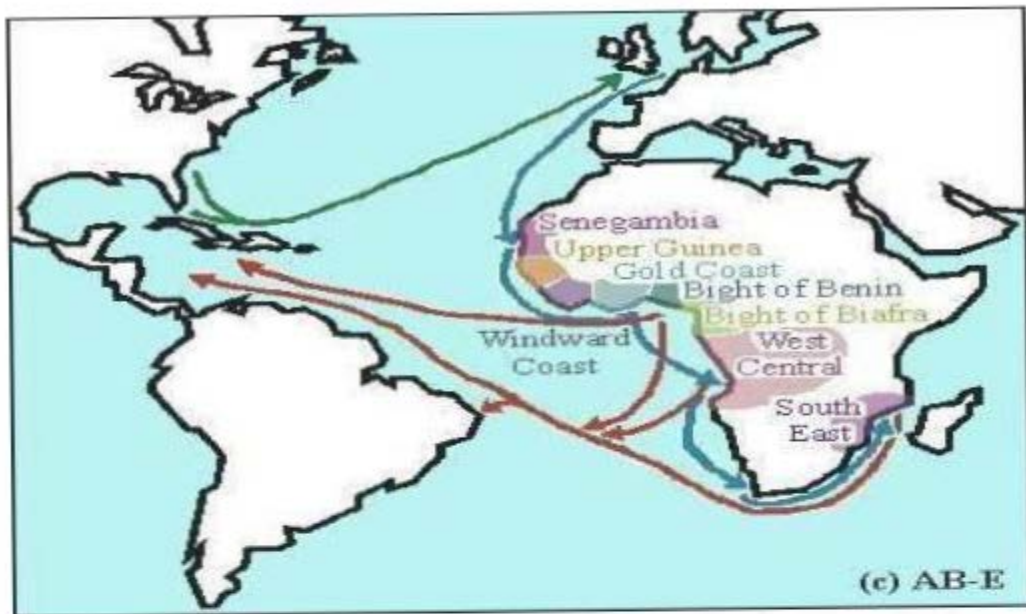 Senegambia
Upper Guinea
Gold Coast
Bight of Benin
Bight of Biafra
Windward
Coast
West
Central
South
East
(c) AB-E